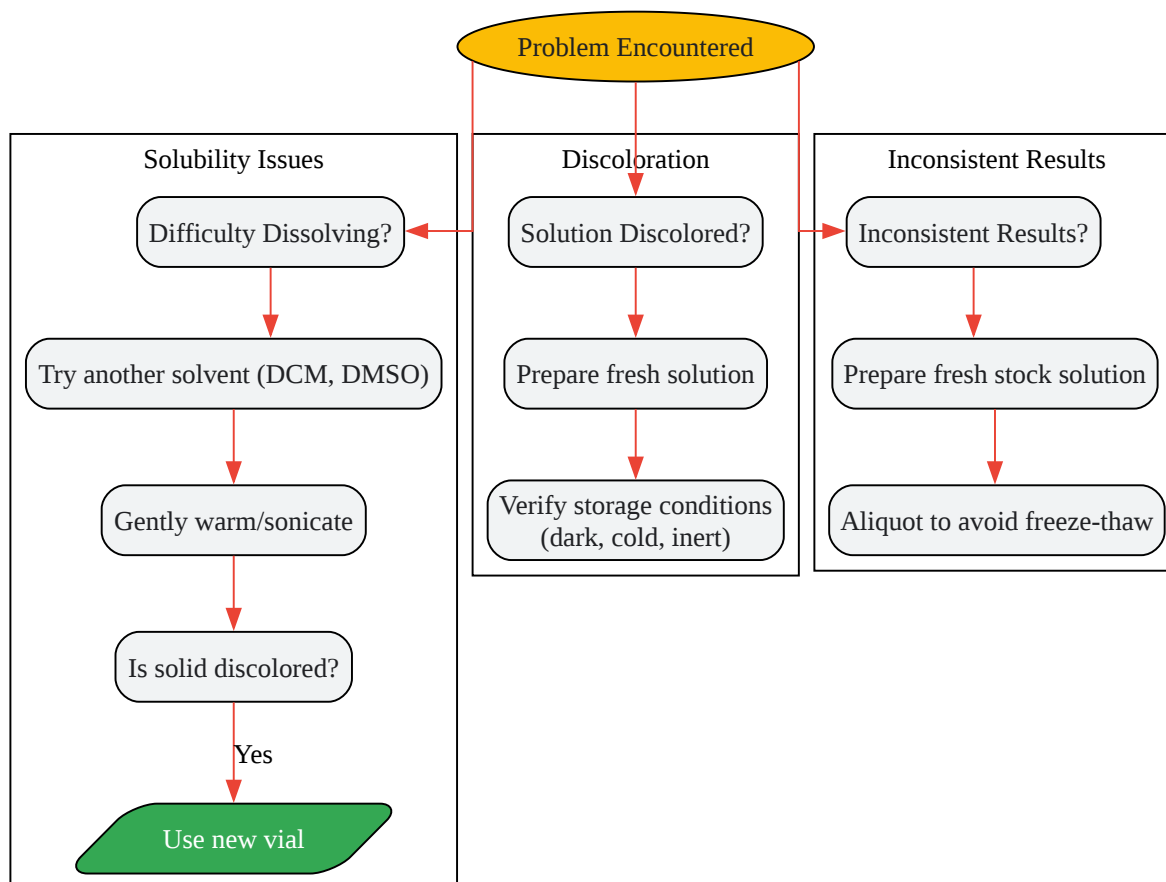 Problem Encountered
Solubility Issues
Difficulty Dissolving?
Try another solvent (DCM, DMSO)
Gently warm/sonicate
Is solid discolored?
Yes
Use new vial
Discoloration
Solution Discolored?
Prepare fresh solution
Verify storage conditions
(dark, cold, inert)
Inconsistent Results
Inconsistent Results?
Prepare fresh stock solution
Aliquot to avoid freeze-thaw